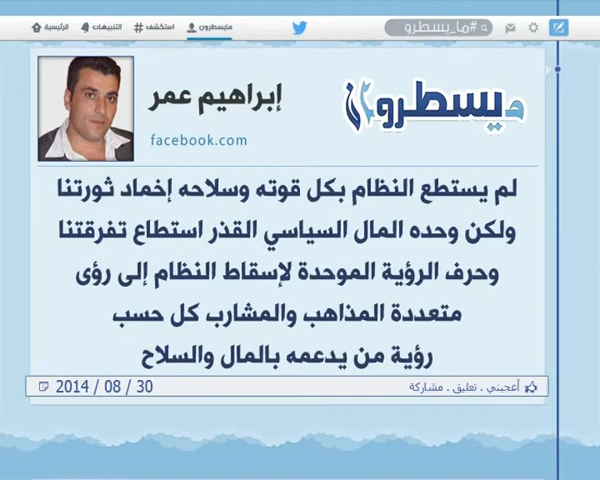 الرئيسية # التنبيهات # استكشف مايسطرون #ما_يسطرو
ما يسطرون
إبراهيم عمر
facebook.com
لم يستطع النظام بكل قوته وسلاحه إخماد ثورتنا
ولكن وحده المال السياسي القذر استطاع تفرقتنا
وحرف الرؤية الموحدة لإسقاط النظام إلى رؤى
متعددة المذاهب والمشارب كل حسب
رؤية من يدعمه بالمال والسلاح
أعجبني . تعليق . مشاركة
2014 / 08 / 30